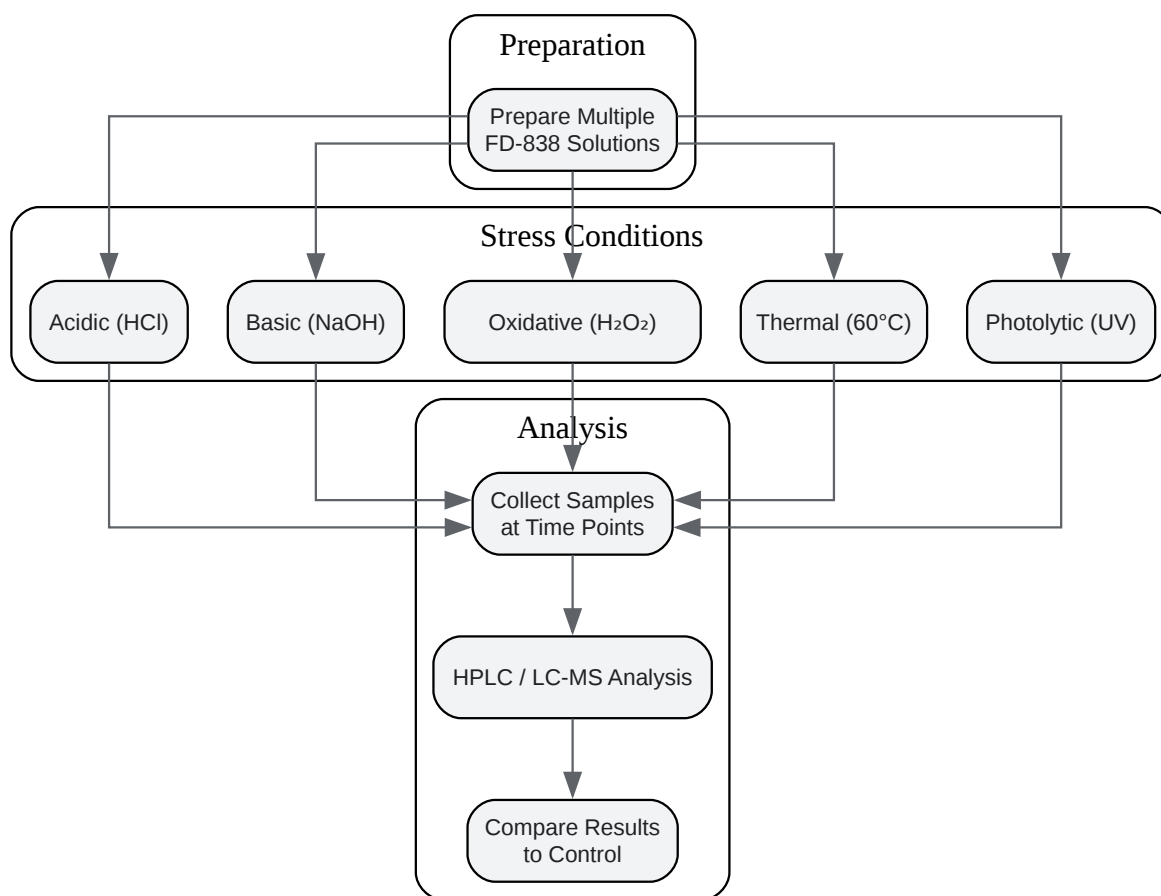 Preparation
Prepare Multiple
FD-838 Solutions
Stress Conditions
Acidic (HCl)
Basic (NaOH)
Oxidative (H₂O₂)
Thermal (60°C)
Photolytic (UV)
Analysis
Collect Samples
at Time Points
HPLC / LC-MS Analysis
Compare Results
to Control